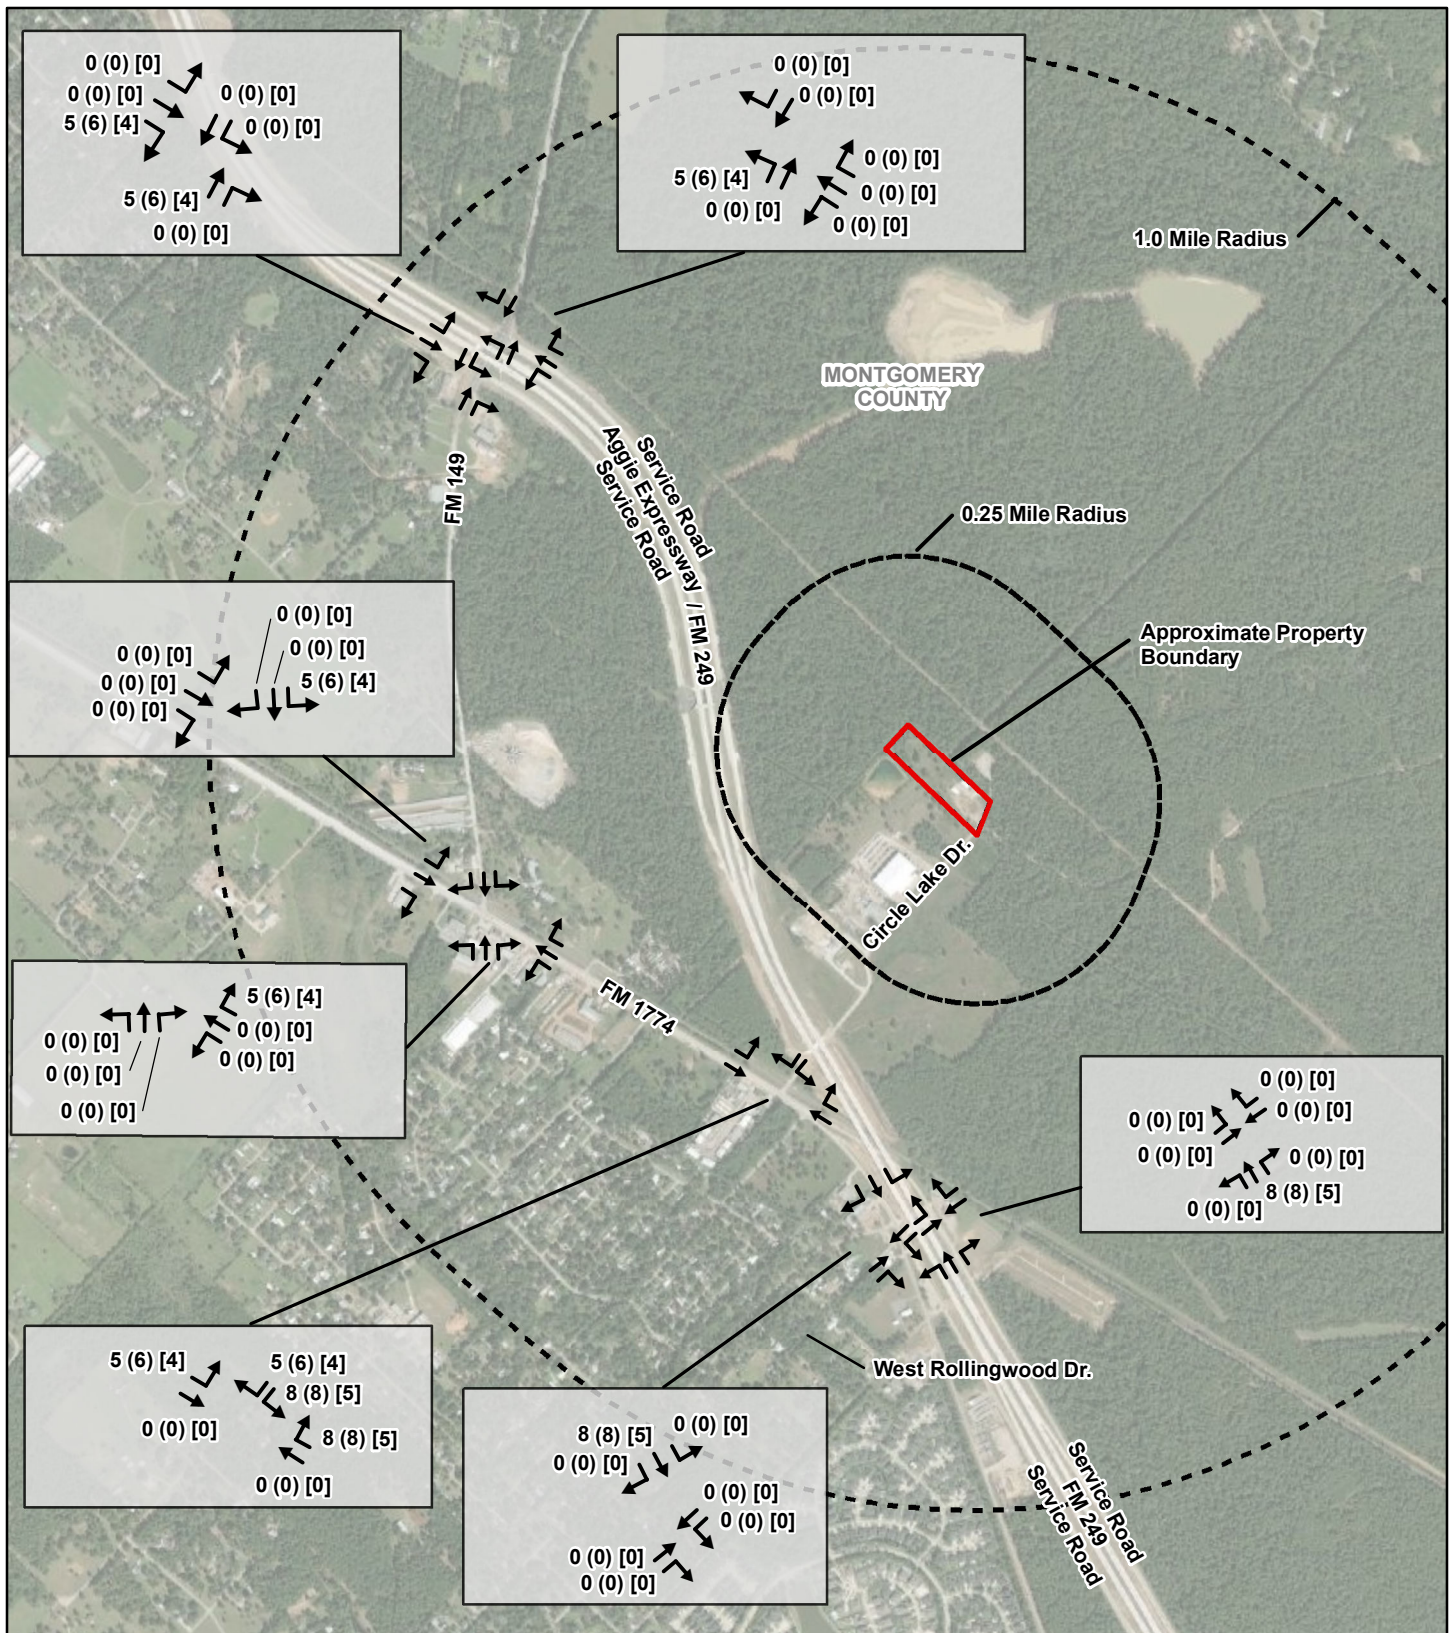 0 (0) [0]
0 (0) [0]
5 (6) [4]
0 (0) [0]
0 (0) [0]
5 (6) [4]
0 (0) [0]
0 (0) [0]
0 (0) [0]
5 (6) [4]
0 (0) [0]
0 (0) [0]
0 (0) [0]
0 (0) [0]
1.0 Mile Radius
MONTGOMERY
COUNTY
Service Road
Aggie Expressway / FM 249
Service Road
FM 149
0.25 Mile Radius
Approximate Property
Boundary
0 (0) [0]
0 (0) [0]
0 (0) [0]
0 (0) [0]
0 (0) [0]
5 (6) [4]
Circle Lake Dr.
FM 1774
5 (6) [4]
0 (0) [0]
0 (0) [0]
0 (0) [0]
0 (0) [0]
0 (0) [0]
0 (0) [0]
0 (0) [0]
0 (0) [0]
0 (0) [0]
0 (0) [0]
8 (8) [5]
0 (0) [0]
5 (6) [4]
0 (0) [0]
5 (6) [4]
8 (8) [5]
8 (8) [5]
0 (0) [0]
West Rollingwood Dr.
0 (0) [0]
8 (8) [5]
0 (0) [0]
0 (0) [0]
0 (0) [0]
0 (0) [0]
0 (0) [0]
Service Road
FM 249
Service Road